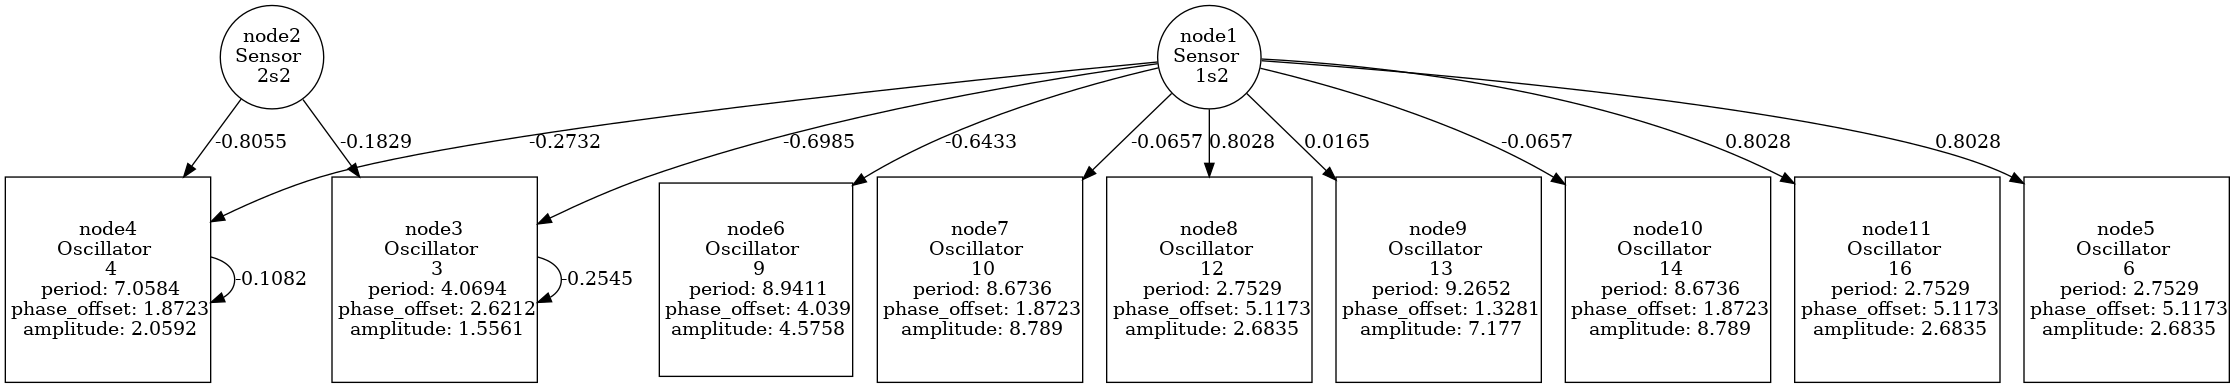 node2
Sensor
2s2
node1
Sensor
1s2
-0.8055
-0.1829
-0.2732
-0.6985
-0.6433
-0.0657
0.8028
0.0165
-0.0657
0.8028
0.8028
node4
Oscillator
4
period: 7.0584
phase_offset: 1.8723
amplitude: 2.0592
-0.1082
node3
Oscillator
3
period: 4.0694
phase_offset: 2.6212
amplitude: 1.5561
-0.2545
node6
Oscillator
9
period: 8.9411
phase_offset: 4.039
amplitude: 4.5758
node7
Oscillator
10
period: 8.6736
phase_offset: 1.8723
amplitude: 8.789
node8
Oscillator
12
period: 2.7529
phase_offset: 5.1173
amplitude: 2.6835
node9
Oscillator
13
period: 9.2652
phase_offset: 1.3281
amplitude: 7.177
node10
Oscillator
14
period: 8.6736
phase_offset: 1.8723
amplitude: 8.789
node11
Oscillator
16
period: 2.7529
phase_offset: 5.1173
amplitude: 2.6835
node5
Oscillator
6
period: 2.7529
phase_offset: 5.1173
amplitude: 2.6835